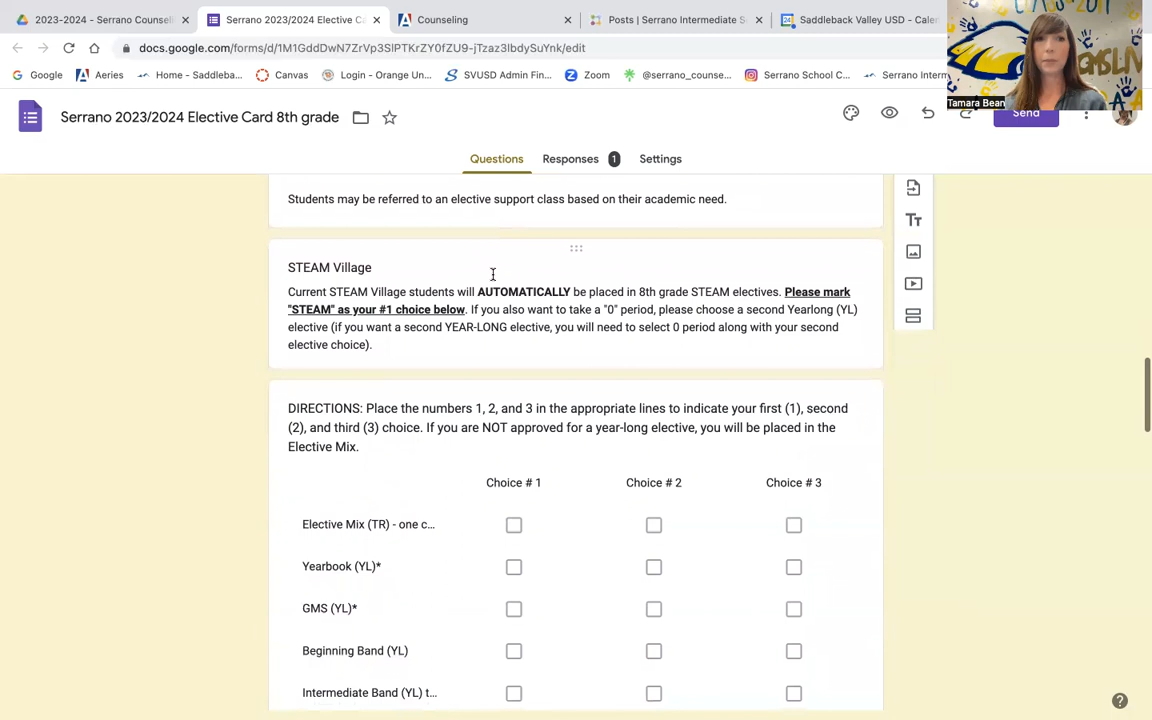 2023-2024 - Serrano Counseli
Serrano 2023/2024 Elective Ca
Counseling
Posts | Serrano Intermediate S
Saddleback Valley USD - Calen
docs.google.com/forms/d/1M1GddDwN7ZrVp3SlPTKrZY0fZU9-jTzaz3lbdySuYnk/edit
Google
Aeries
Home - Saddleba...
Canvas
Login - Orange Un...
SVUSD Admin Fin...
Zoom
@serrano_counse...
Serrano School C...
Serrano Interm
Tamara Bean
Serrano 2023/2024 Elective Card 8th grade
Send
Questions
Responses 1
Settings
Students may be referred to an elective support class based on their academic need.
STEAM Village
Current STEAM Village students will AUTOMATICALLY be placed in 8th grade STEAM electives. Please mark
"STEAM" as your #1 choice below. If you also want to take a "0" period, please choose a second Yearlong (YL)
elective (if you want a second YEAR-LONG elective, you will need to select 0 period along with your second
elective choice).
DIRECTIONS: Place the numbers 1, 2, and 3 in the appropriate lines to indicate your first (1), second
(2), and third (3) choice. If you are NOT approved for a year-long elective, you will be placed in the
Elective Mix.
Choice # 1
Choice # 2
Choice # 3
Elective Mix (TR) - one c...
Yearbook (YL)*
GMS (YL)*
Beginning Band (YL)
Intermediate Band (YL) t...